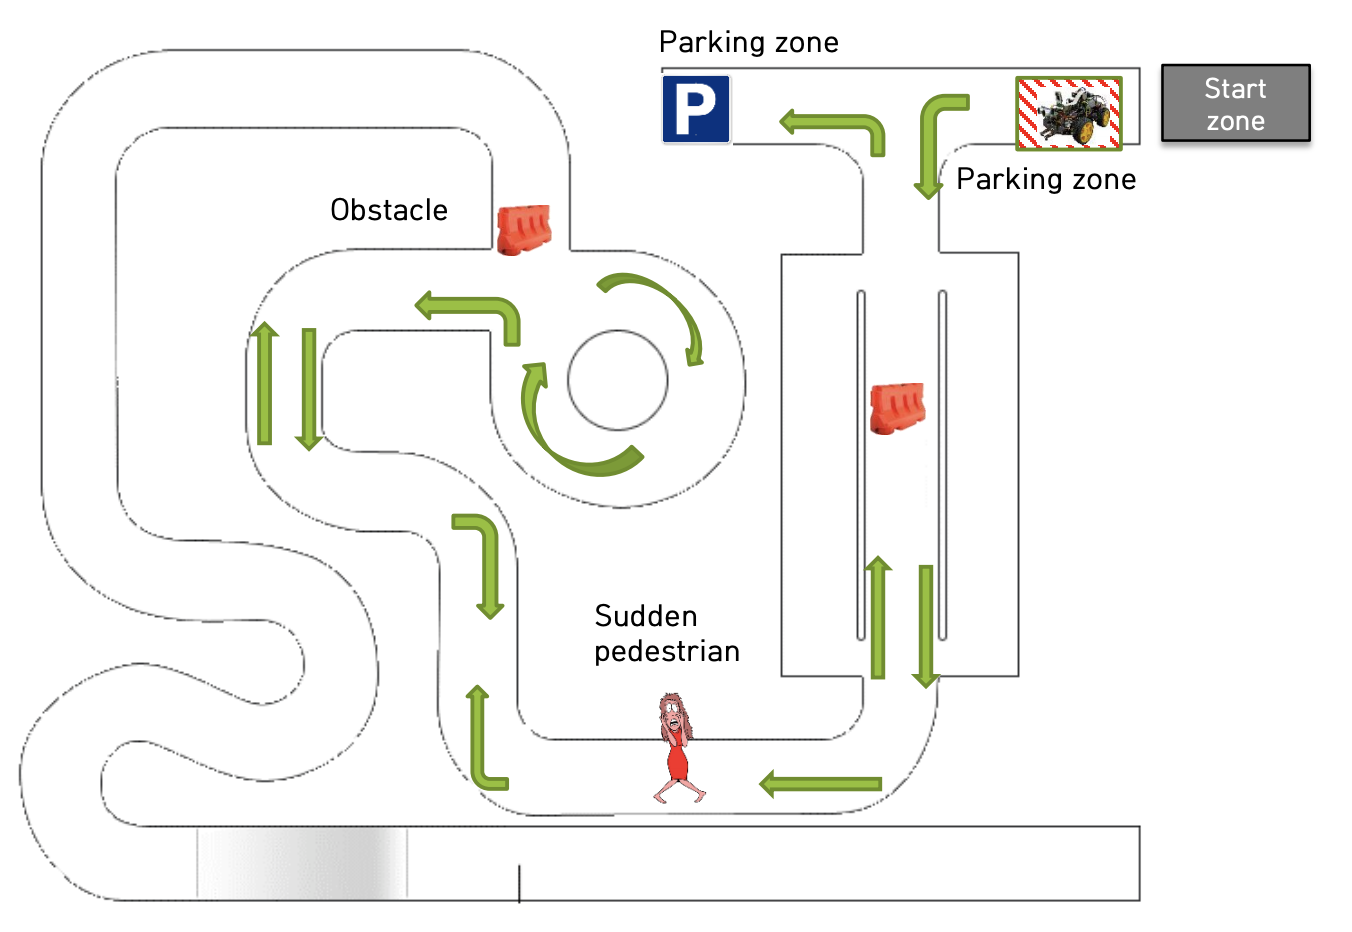 Parking zone
P
Start
zone
Parking zone
Obstacle
Sudden
pedestrian